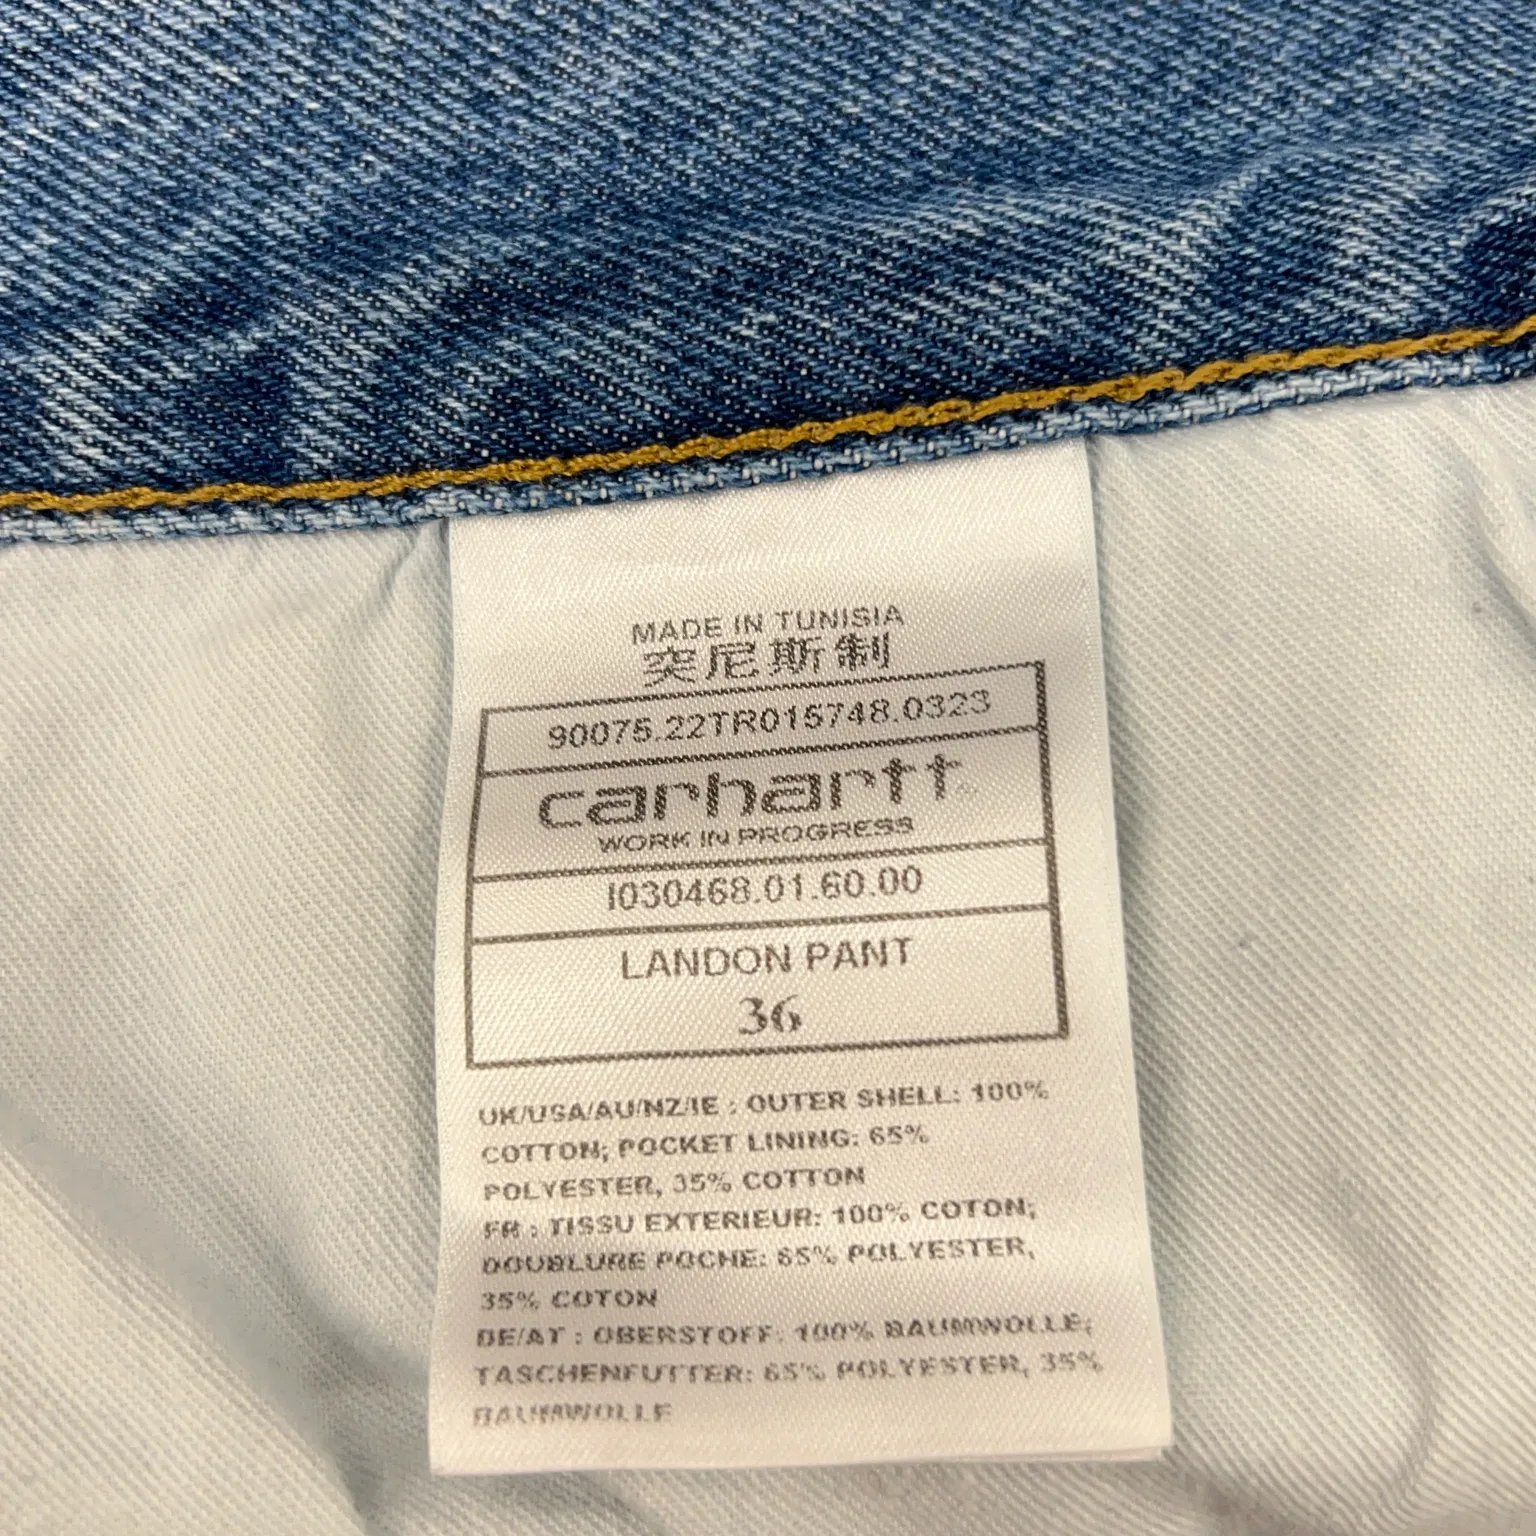 MADE IN TUNISIA
突尼斯制
90075.22TR015748.0323
carhartt
WORK IN PROGRESS
I030468.01.60.00
LANDON PANT
36
UK/USA/AU/NZ/IE : OUTER SHELL: 100%
COTTON; POCKET LINING: 65%
POLYESTER, 35% COTTON
FR : TISSU EXTERIEUR: 100% COTON;
DOUBLURE POCHE: 65% POLYESTER,
35% COTON
DE/AT : OBERSTOFF: 100% BAUMWOLLE;
TASCHENFUTTER: 65% POLYESTER, 35%
BAUMWOLLE